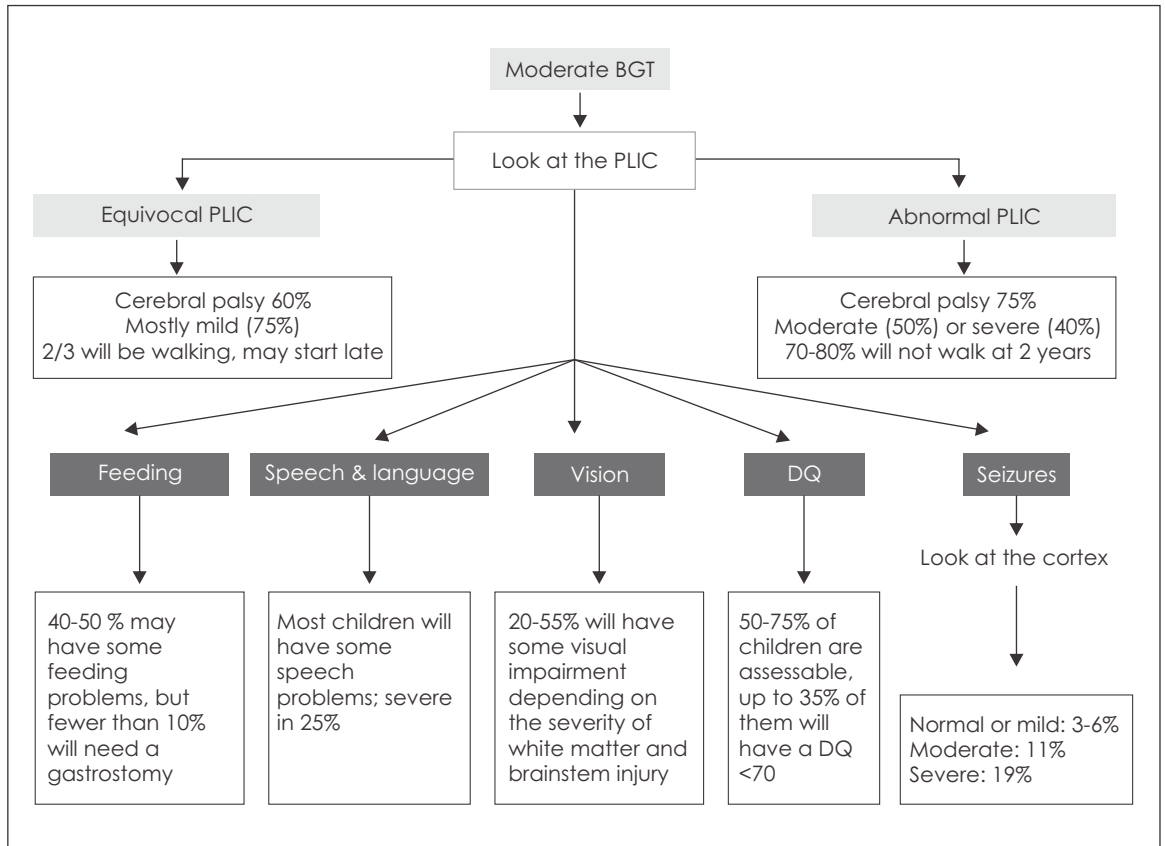 Moderate BGT
Look at the PLIC
Equivocal PLIC
Abnormal PLIC
Cerebral palsy 60%
Mostly mild (75%)
2/3 will be walking, may start late
Cerebral palsy 75%
Moderate (50%) or severe (40%)
70-80% will not walk at 2 years
Feeding
Speech & language
Vision
DQ
Seizures
Look at the cortex
40-50 % may
have some
feeding
problems, but
fewer than 10%
will need a
gastrostomy
Most children will
have some
speech
problems; severe
in 25%
20-55% will have
some visual
impairment
depending on
the severity of
white matter and
brainstem injury
50-75% of
children are
assessable,
up to 35% of
them will
have a DQ
<70
Normal or mild: 3-6%
Moderate: 11%
Severe: 19%